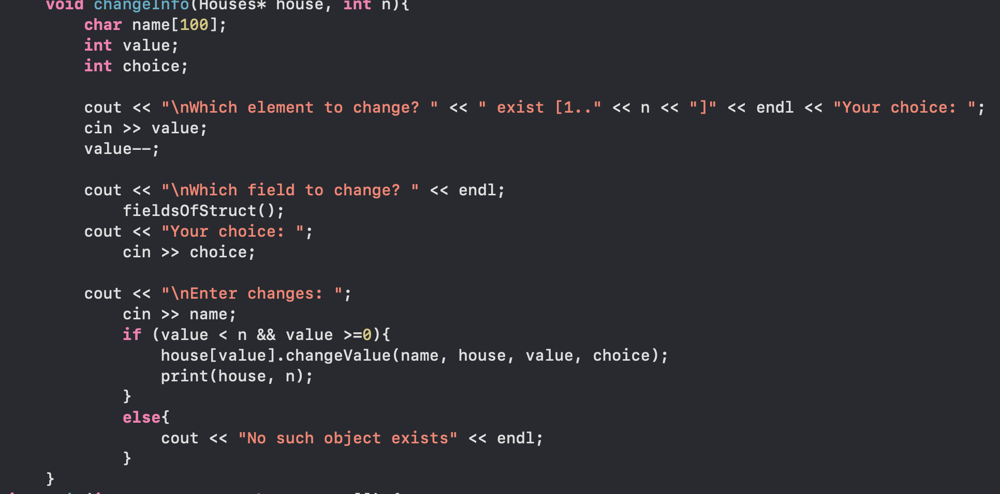 void changeInfo(Houses* house, int n){
char name[100];
int value;
int choice;
cout << "\nWhich element to change? " << " exist [1.." << n << "]" << endl << "Your choice: ";
cin >> value;
value--;
cout << "\nWhich field to change? " << endl;
fieldsOfStruct();
cout << "Your choice: ";
cin >> choice;
cout << "\nEnter changes: ";
cin >> name;
if (value < n && value >=0){
house[value].changeValue(name, house, value, choice);
print(house, n);
}
else{
cout << "No such object exists" << endl;
}
}